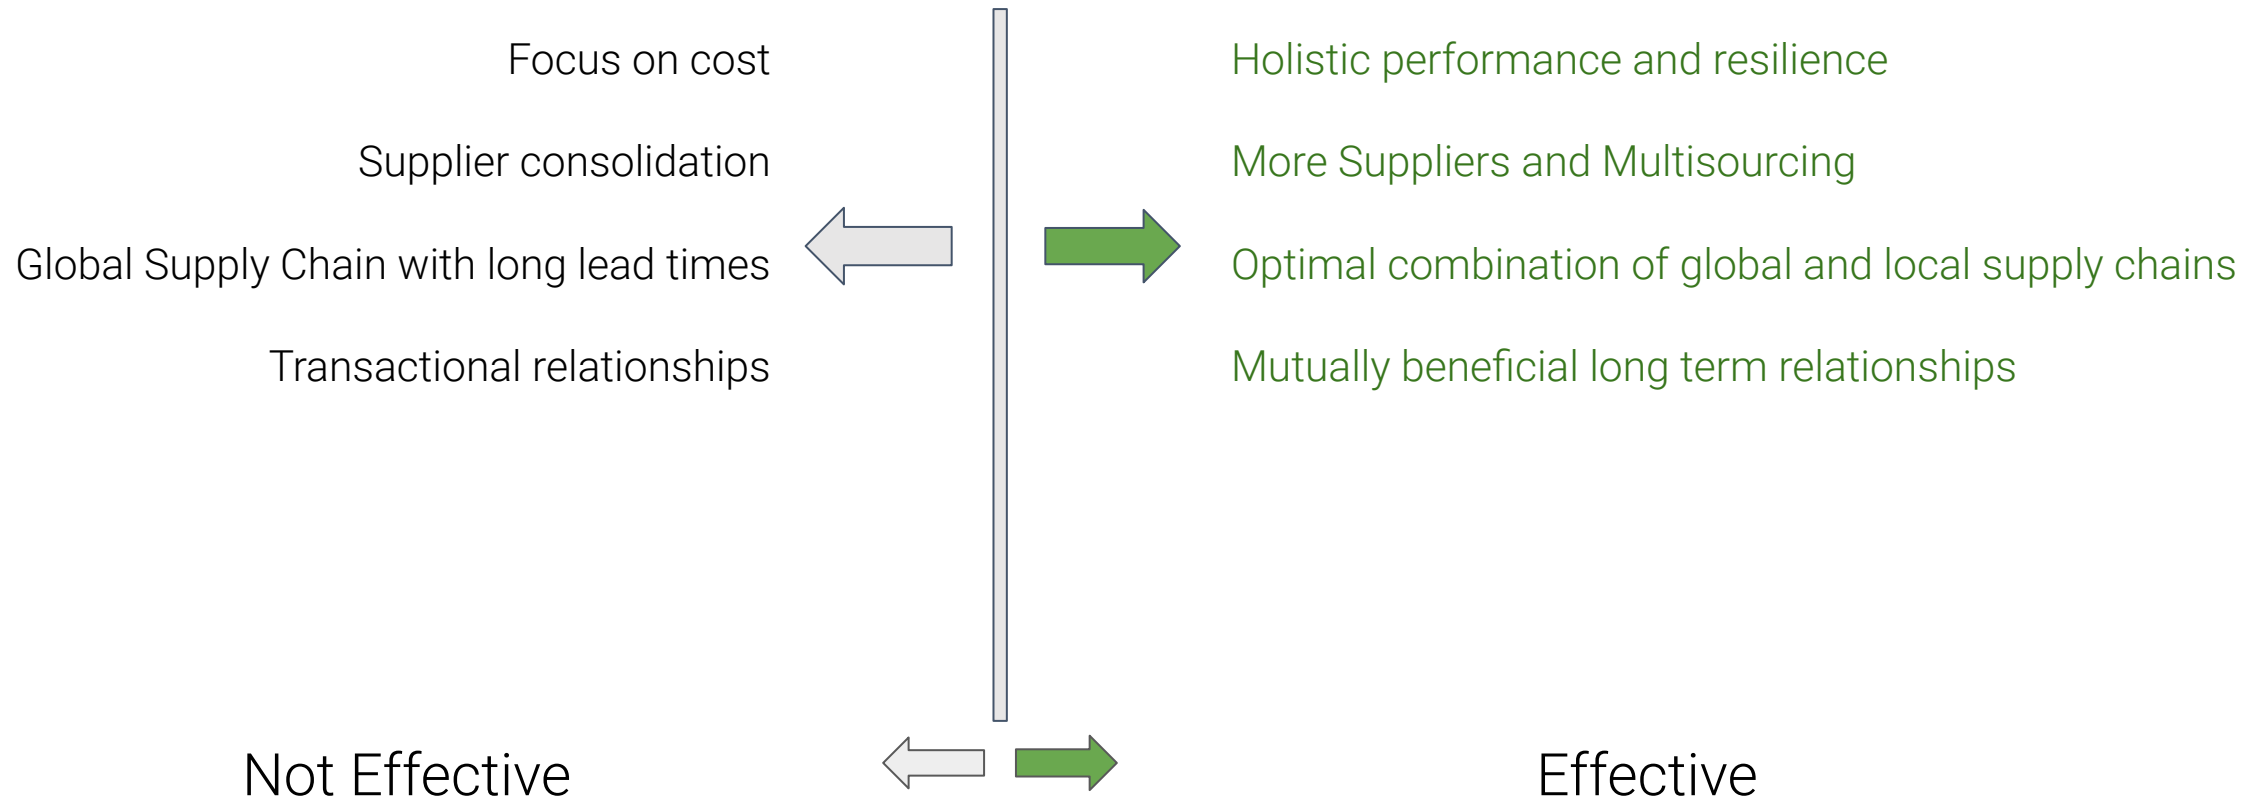 Focus on cost
Holistic performance and resilience
Supplier consolidation
More Suppliers and Multisourcing
Global Supply Chain with long lead times
Optimal combination of global and local supply chains
Transactional relationships
Mutually beneficial long term relationships
Not Effective
Effective